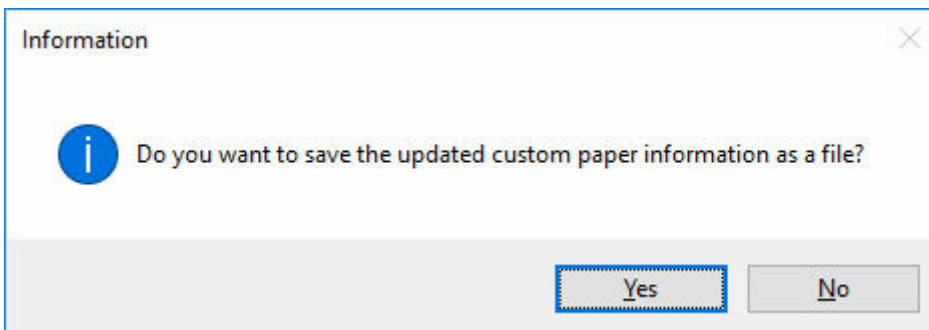 Information
Do you want to save the updated custom paper information as a file?
Yes
No